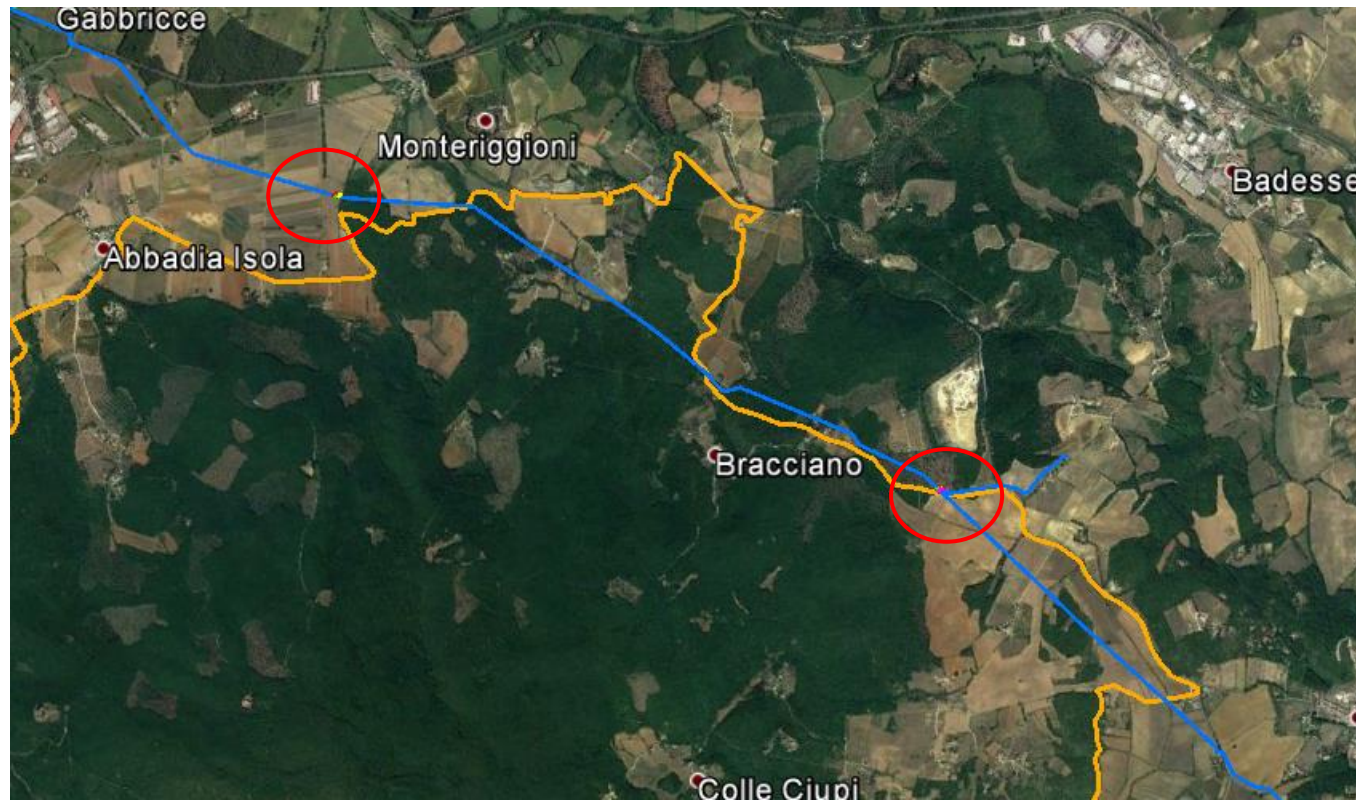 Gabbricce
Monteriggioni
Badesse
Abbadia Isola
Bracciano
Colle Ciupi